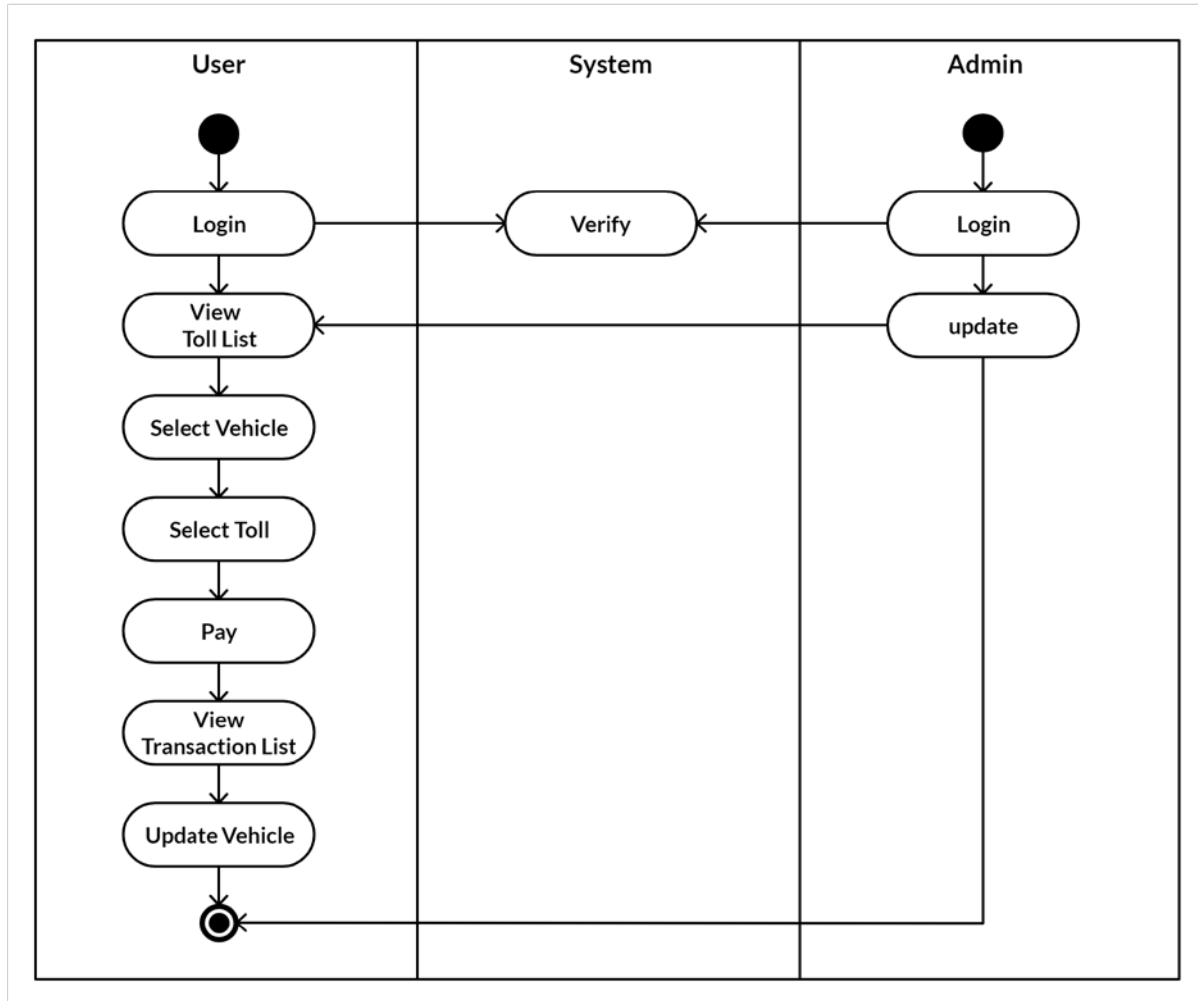 User
System
Admin
Login
Verify
Login
View
Toll List
update
Select Vehicle
Select Toll
Pay
View
Transaction List
Update Vehicle